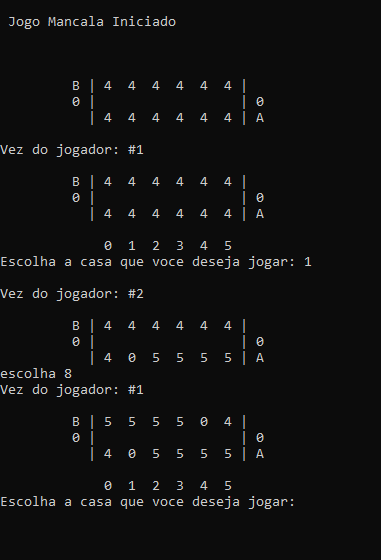 Jogo Mancala Iniciado
B | 4 4 4 4 4 4 |
0 | | 0
| 4 4 4 4 4 4 | A
Vez do jogador: #1
B | 4 4 4 4 4 4 |
0 | | 0
| 4 4 4 4 4 4 | A
0 1 2 3 4 5
Escolha a casa que voce deseja jogar: 1
Vez do jogador: #2
B | 4 4 4 4 4 4 |
0 | | 0
| 4 0 5 5 5 5 | A
escolha 8
Vez do jogador: #1
B | 5 5 5 5 0 4 |
0 | | 0
| 4 0 5 5 5 5 | A
0 1 2 3 4 5
Escolha a casa que voce deseja jogar: